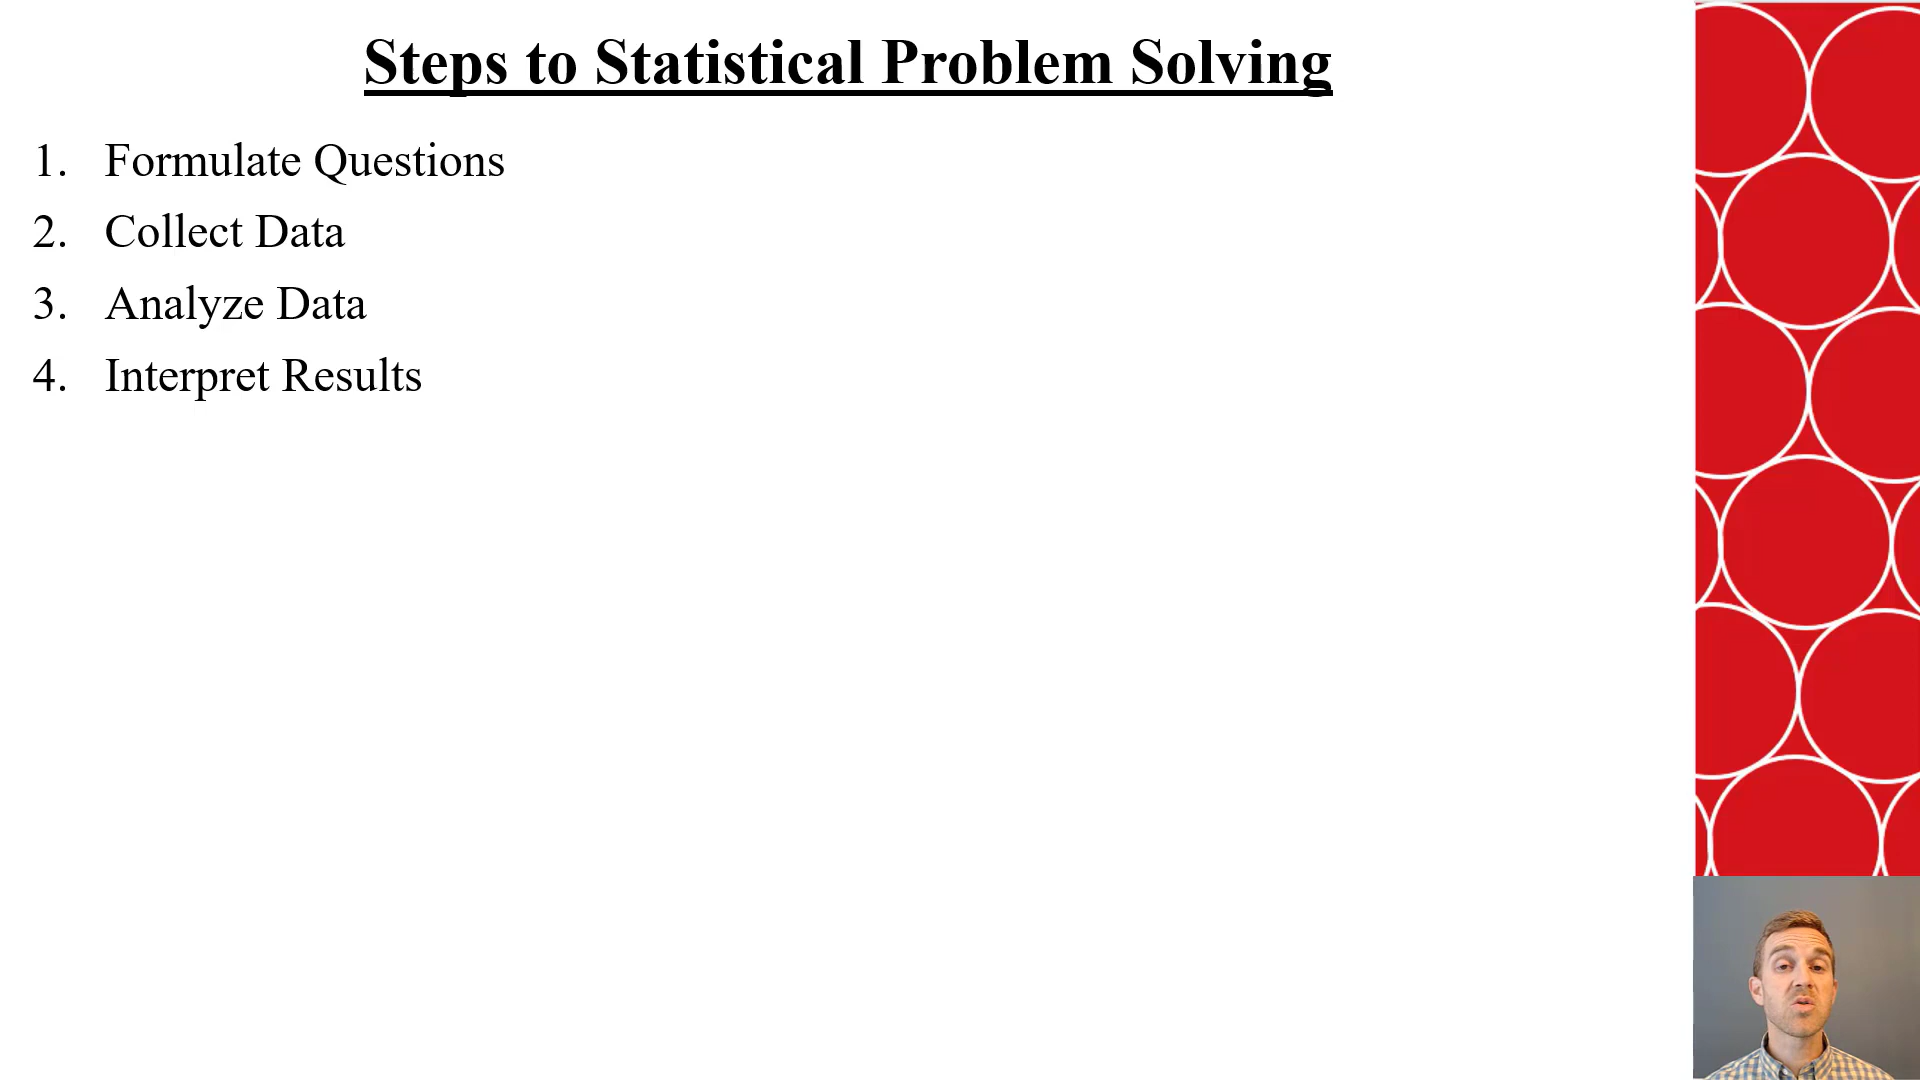 Steps to Statistical Problem Solving
1. Formulate Questions
2. Collect Data
3. Analyze Data
4. Interpret Results